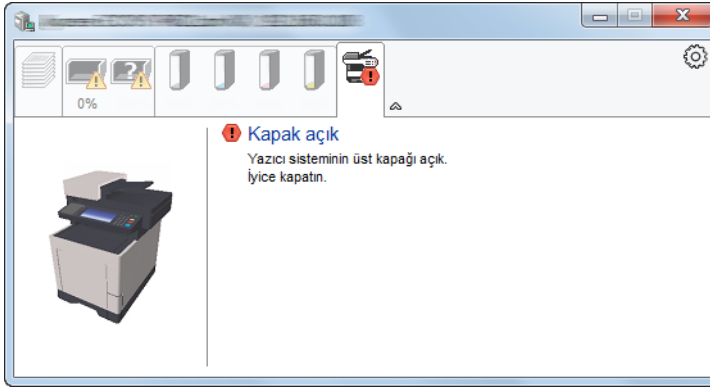 0%
Kapak açık
Yazıcı sisteminin üst kapağı açık.
İyice kapatın.